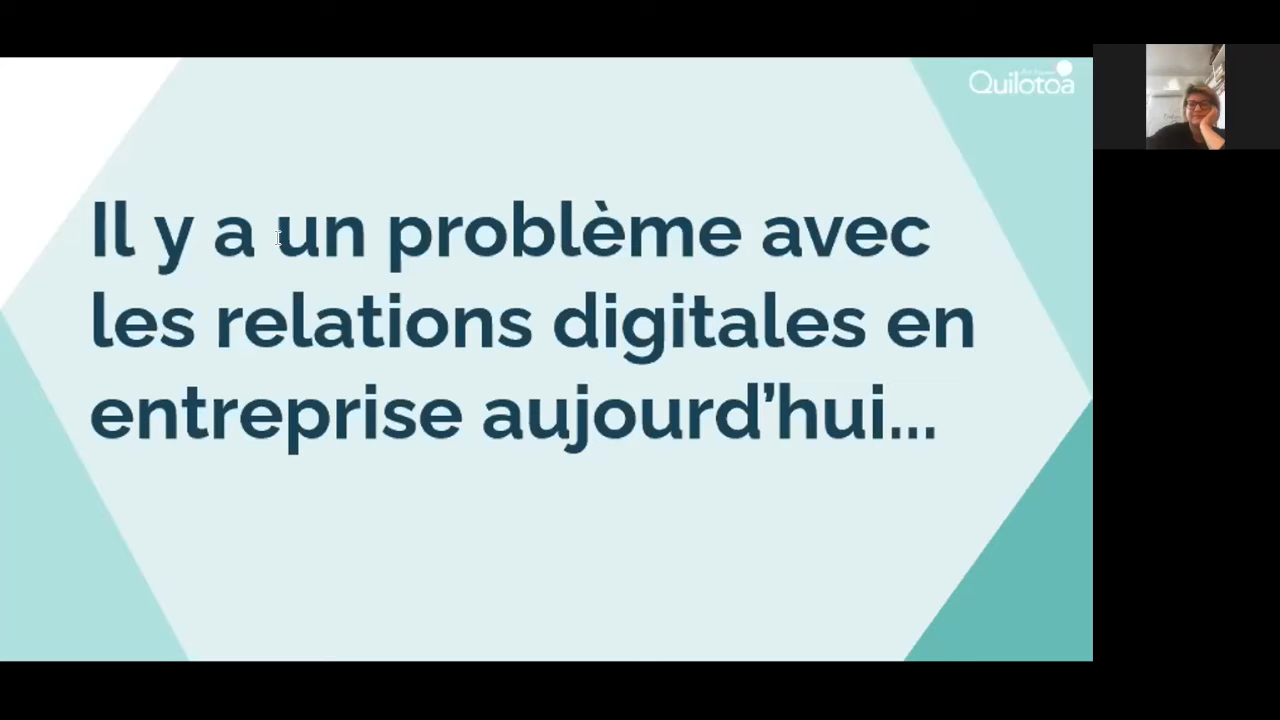 Quilotoa
Il y a un problème avec
les relations digitales en
entreprise aujourd’hui...